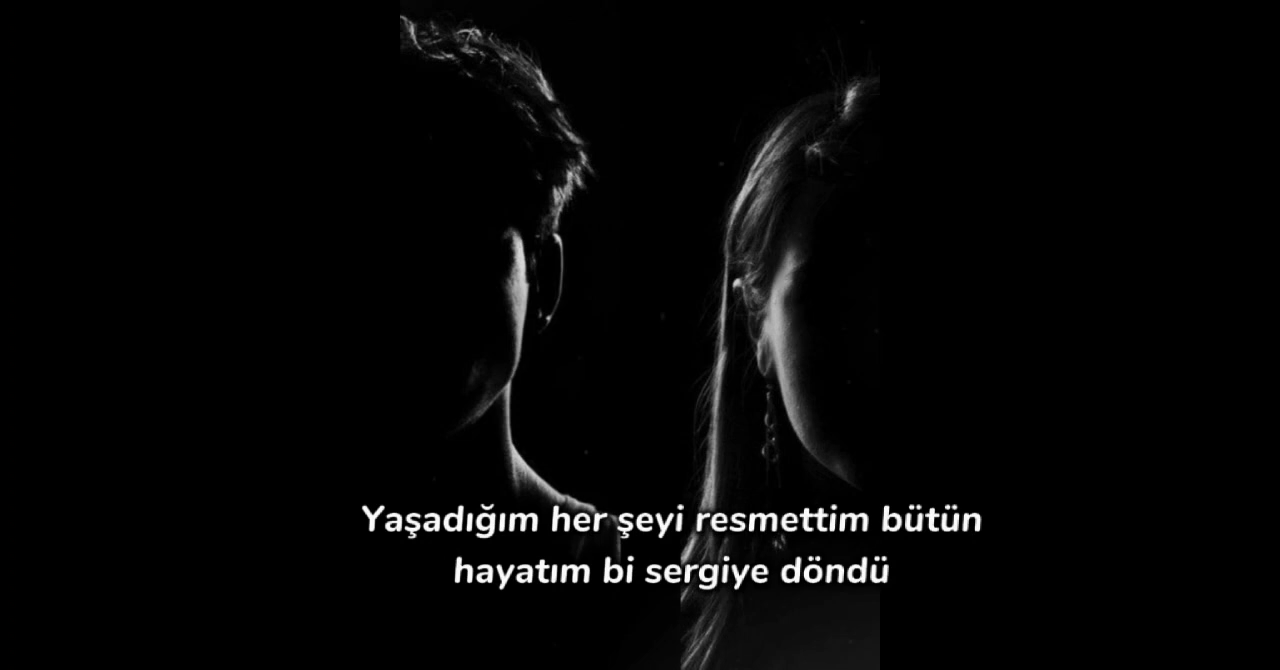 Yaşadığım her şeyi resmettim bütün
hayatım bi sergiye döndü